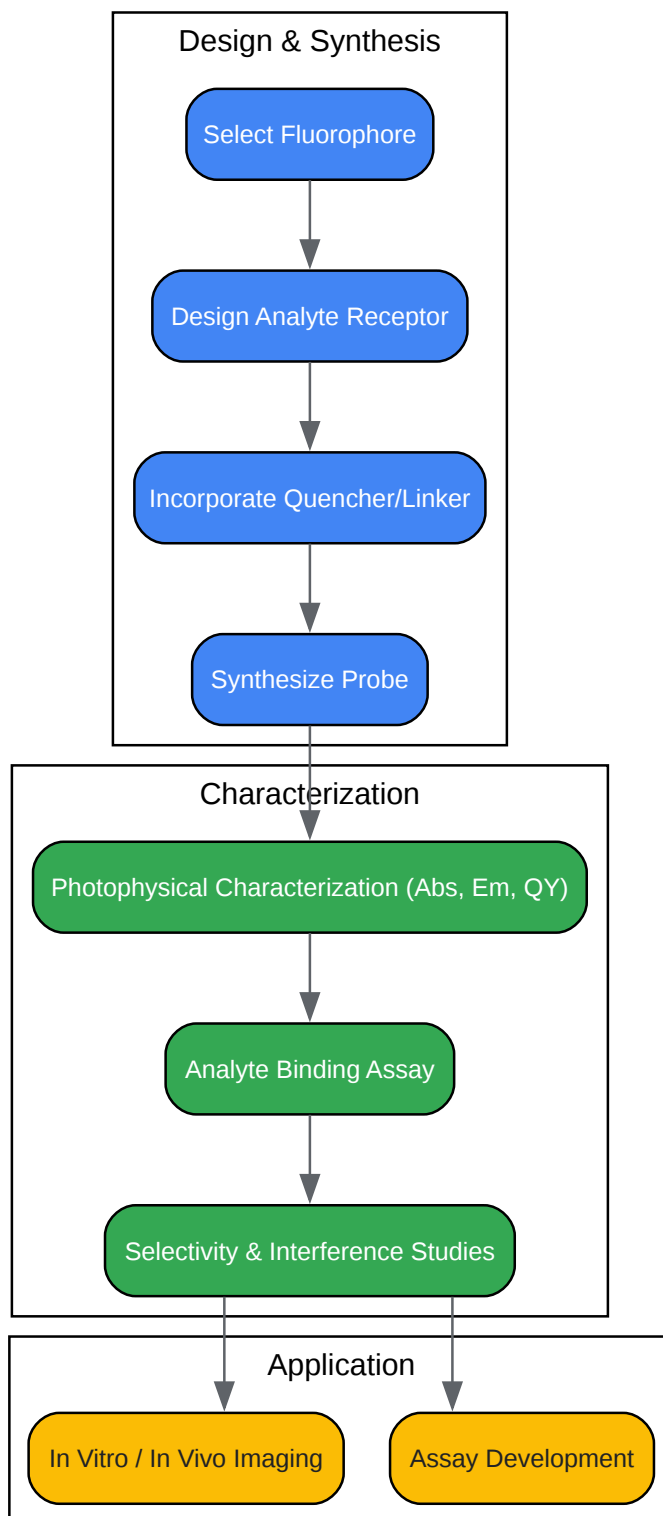 Design & Synthesis
Select Fluorophore
Design Analyte Receptor
Incorporate Quencher/Linker
Synthesize Probe
Characterization
Photophysical Characterization (Abs, Em, QY)
Analyte Binding Assay
Selectivity & Interference Studies
Application
In Vitro / In Vivo Imaging
Assay Development